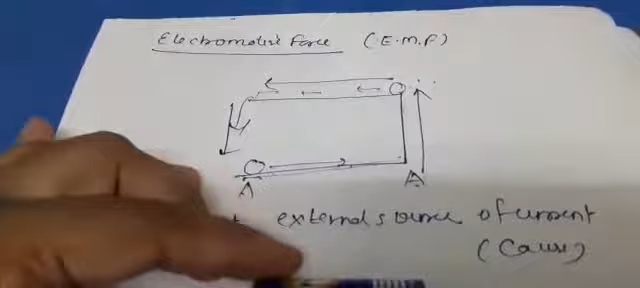 Electromotive Force (E.M.F)
A A
external source of current
(Cause)